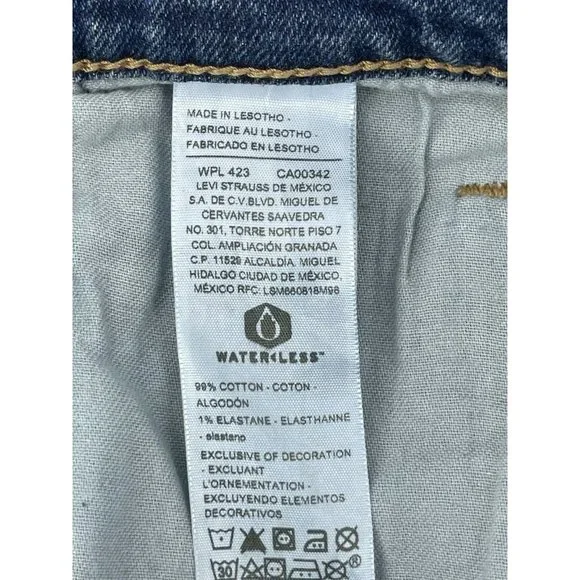 MADE IN LESOTHO -
FABRIQUE AU LESOTHO -
FABRICADO EN LESOTHO
WPL 423 CA00342
LEVI STRAUSS DE MÉXICO
S.A. DE C.V.BLVD. MIGUEL DE
CERVANTES SAAVEDRA
NO. 301, TORRE NORTE PISO 7
COL. AMPLIACIÓN GRANADA
C.P. 11529 ALCALDÍA. MIGUEL
HIDALGO CIUDAD DE MÉXICO,
MÉXICO RFC: LSM860818M98
WATER<LESS™
99% COTTON - COTON -
ALGODÓN
1% ELASTANE - ELASTHANNE
- elastano
EXCLUSIVE OF DECORATION
- EXCLUANT
L'ORNEMENTATION -
EXCLUYENDO ELEMENTOS
DECORATIVOS
30 ®